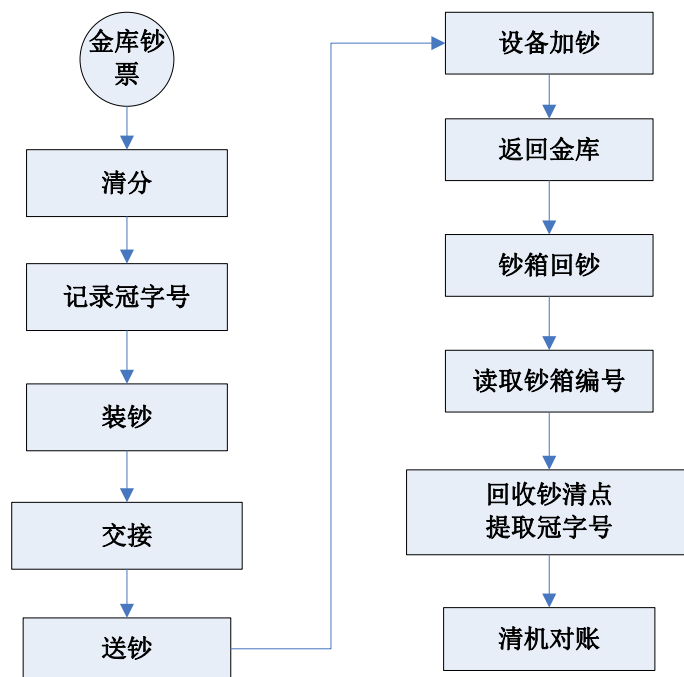 金库钞
票
清分
记录冠字号
装钞
交接
送钞
设备加钞
返回金库
钞箱回钞
读取钞箱编号
回收钞清点
提取冠字号
清机对账